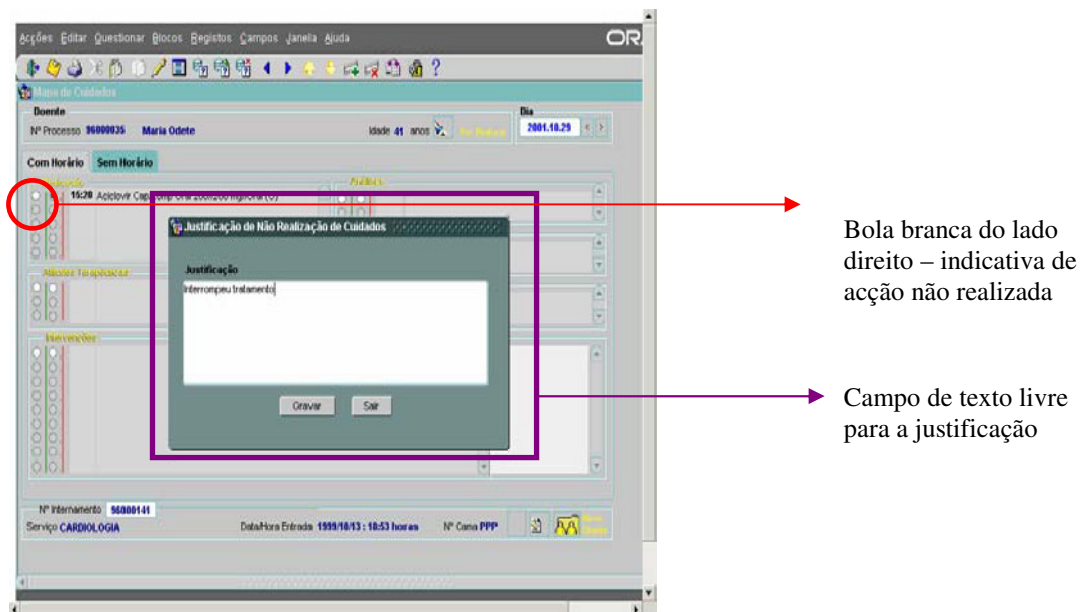 Acções Editar Questionar Blocos Registos Campos Janela Ajuda
OR
Mapa de Cuidados
Doente
Nº Processo 96000035 Maria Odete
Idade 41 anos
Dia
2001.10.29
Com Horário Sem Horário
15:20 Aciclovir
Justificação de Não Realização de Cuidados
Justificação
Interrompeu tratamento
Gravar Sair
Atitudes Terapêuticas
Intervenções
Nº Internamento 96000141
Serviço CARDIOLOGIA
Data/Hora Entrada 1999/10/13 : 10:53 horas
Nº Cama PPP
Bola branca do lado
direito – indicativa de
acção não realizada
Campo de texto livre
para a justificação